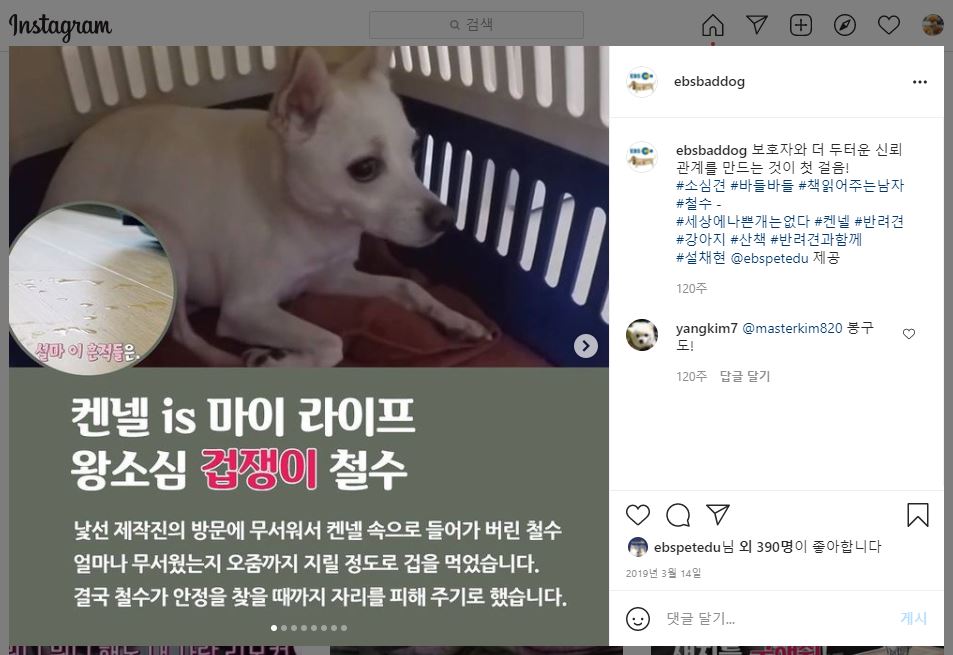 Instagram
검색
설마 이 흔적들은.
켄넬 is 마이 라이프
왕소심 겁쟁이 철수
낯선 제작진의 방문에 무서워서 켄넬 속으로 들어가 버린 철수
얼마나 무서웠는지 오줌까지 지릴 정도로 겁을 먹었습니다.
결국 철수가 안정을 찾을 때까지 자리를 피해 주기로 했습니다.
ebsbaddog
ebsbaddog 보호자와 더 두터운 신뢰
관계를 만드는 것이 첫 걸음!
#소심견 #바들바들 #책읽어주는남자
#철수 -
#세상에나쁜개는없다 #켄넬 #반려견
#강아지 #산책 #반려견과함께
#설채현 @ebspetedu 제공
120주
yangkim7 @masterkim820 봉구
도!
120주 답글 달기
ebspetedu님 외 390명이 좋아합니다
2019년 3월 14일
댓글 달기...
게시